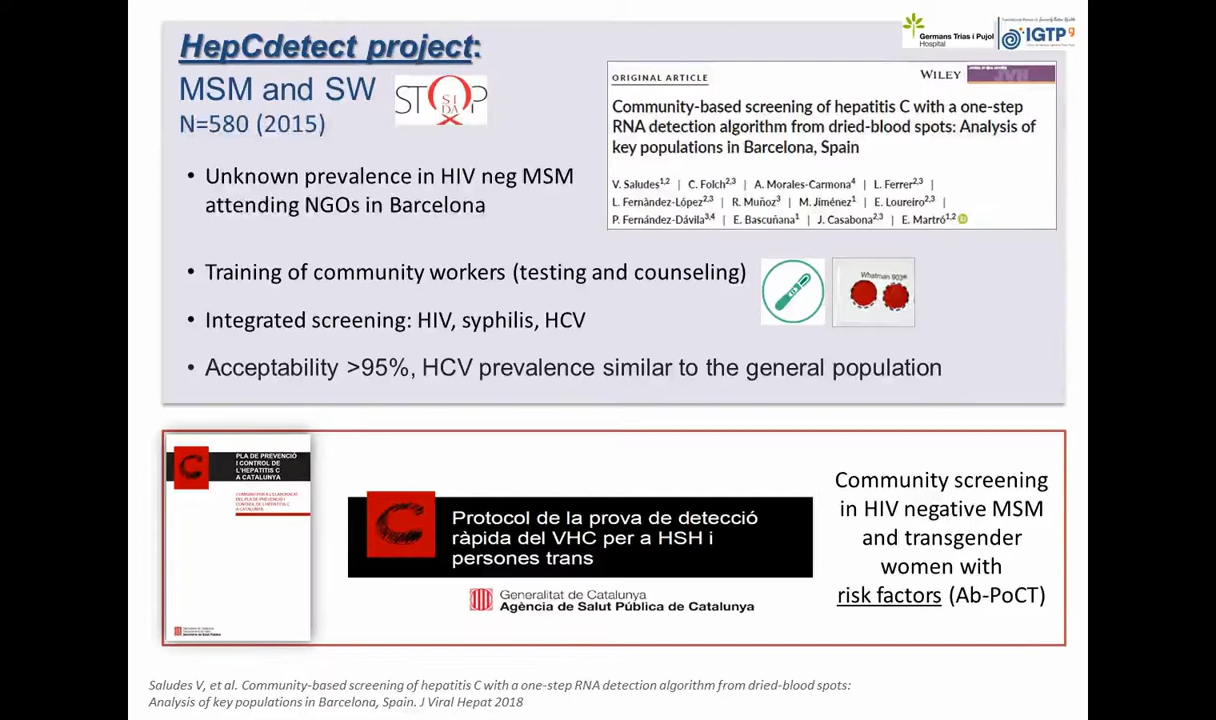 HepCdetect project:
MSM and SW
STOP
SIDA
N=580 (2015)
Germans Trias i Pujol
Hospital
IGTP
ORIGINAL ARTICLE
WILEY
JVH
Community-based screening of hepatitis C with a one-step
RNA detection algorithm from dried-blood spots: Analysis of
key populations in Barcelona, Spain
V. Saludes1,2 | C. Folch2,3 | A. Morales-Carmona4 | L. Ferrer2,3 |
L. Fernàndez-López2,3 | R. Muñoz3 | M. Jiménez1 | E. Loureiro2,3 |
P. Fernández-Dávila3,4 | E. Bascuñana1 | J. Casabona2,3 | E. Martró1,2
• Unknown prevalence in HIV neg MSM
attending NGOs in Barcelona
• Training of community workers (testing and counseling)
Whatman 903®
• Integrated screening: HIV, syphilis, HCV
• Acceptability >95%, HCV prevalence similar to the general population
PLA DE PREVENCIÓ
I CONTROL DE
L'HEPATITIS C
A CATALUNYA
Protocol de la prova de detecció
ràpida del VHC per a HSH i
persones trans
Generalitat de Catalunya
Agència de Salut Pública de Catalunya
Community screening
in HIV negative MSM
and transgender
women with
risk factors (Ab-PoCT)
Saludes V, et al. Community-based screening of hepatitis C with a one-step RNA detection algorithm from dried-blood spots:
Analysis of key populations in Barcelona, Spain. J Viral Hepat 2018